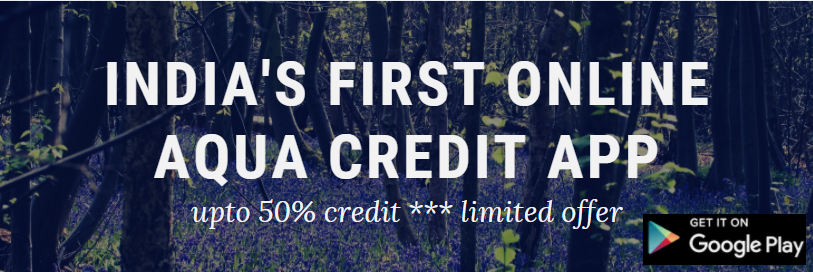 INDIA'S FIRST ONLINE
AQUA CREDIT APP
upto 50% credit *** limited offer
GET IT ON
Google Play